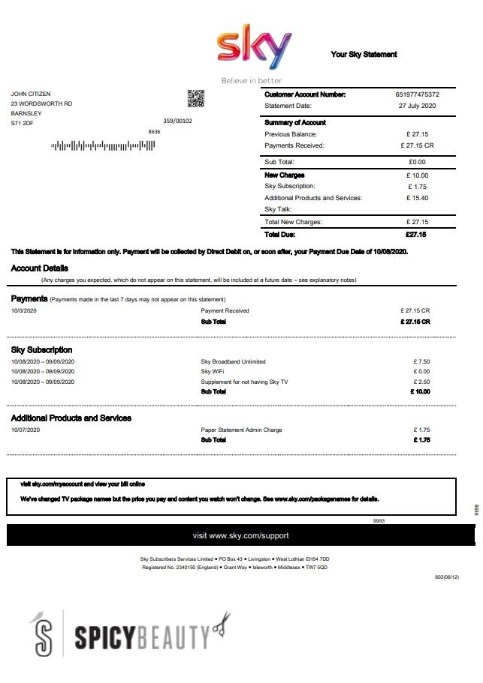 sky
Believe in better
Your Sky Statement
JOHN CITIZEN
23 WORDSWORTH RD
BARNSLEY
S71 2DF
359/00102
8636
Customer Account Number: 651977475372
Statement Date: 27 July 2020
Summary of Account
Previous Balance: £ 27.15
Payments Received: £ 27.15 CR
Sub Total: £0.00
New Charges £ 10.00
Sky Subscription: £ 1.75
Additional Products and Services: £ 15.40
Sky Talk:
Total New Charges: £ 27.15
Total Due: £27.15
This Statement is for information only. Payment will be collected by Direct Debit on, or soon after, your Payment Due Date of 10/08/2020.
Account Details
(Any charges you expected, which do not appear on this statement, will be included at a future date – see explanatory notes)
Payments (Payments made in the last 7 days may not appear on this statement)
10/0/2020 Payment Received £ 27.15 CR
Sub Total £ 27.15 CR
Sky Subscription
10/08/2020 – 09/09/2020 Sky Broadband Unlimited £ 7.50
10/08/2020 – 09/09/2020 Sky WiFi £ 0.00
10/08/2020 – 09/09/2020 Supplement for not having Sky TV £ 2.50
Sub Total £ 10.00
Additional Products and Services
10/07/2020 Paper Statement Admin Charge £ 1.75
Sub Total £ 1.75
visit sky.com/myaccount and view your bill online
We've changed TV package names but the price you pay and content you watch won't change. See www.sky.com/packagenames for details.
9993
visit www.sky.com/support
Sky Subscribers Services Limited • PO Box 43 • Livingston • West Lothian EH54 7DD
Registered No. 2340150 (England) • Grant Way • Isleworth • Middlesex • TW7 5QD
S02(06/12)
SPICYBEAUTY